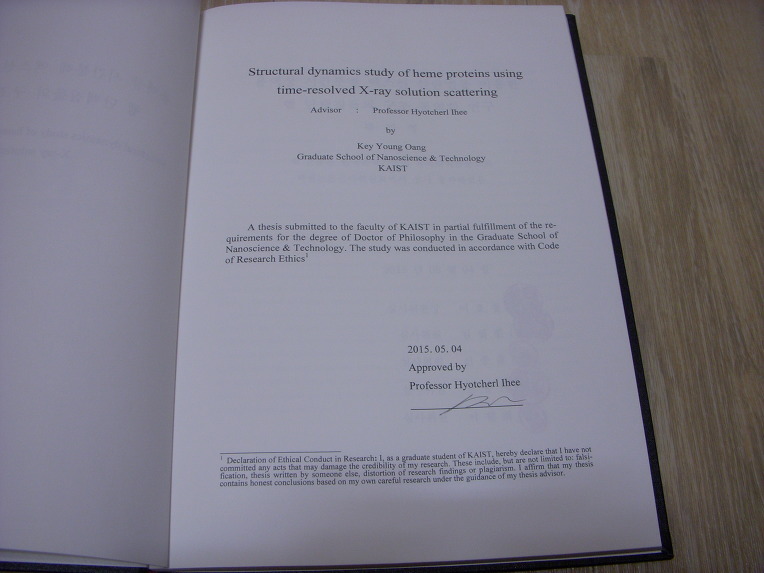 Structural dynamics study of heme proteins using
time-resolved X-ray solution scattering
Advisor : Professor Hyotcherl Ihee
by
Key Young Oang
Graduate School of Nanoscience & Technology
KAIST
A thesis submitted to the faculty of KAIST in partial fulfillment of the re-
quirements for the degree of Doctor of Philosophy in the Graduate School of
Nanoscience & Technology. The study was conducted in accordance with Code
of Research Ethics1
2015. 05. 04
Approved by
Professor Hyotcherl Ihee
1 Declaration of Ethical Conduct in Research: I, as a graduate student of KAIST, hereby declare that I have not
committed any acts that may damage the credibility of my research. These include, but are not limited to: falsi-
fication, thesis written by someone else, distortion of research findings or plagiarism. I affirm that my thesis
contains honest conclusions based on my own careful research under the guidance of my thesis advisor.